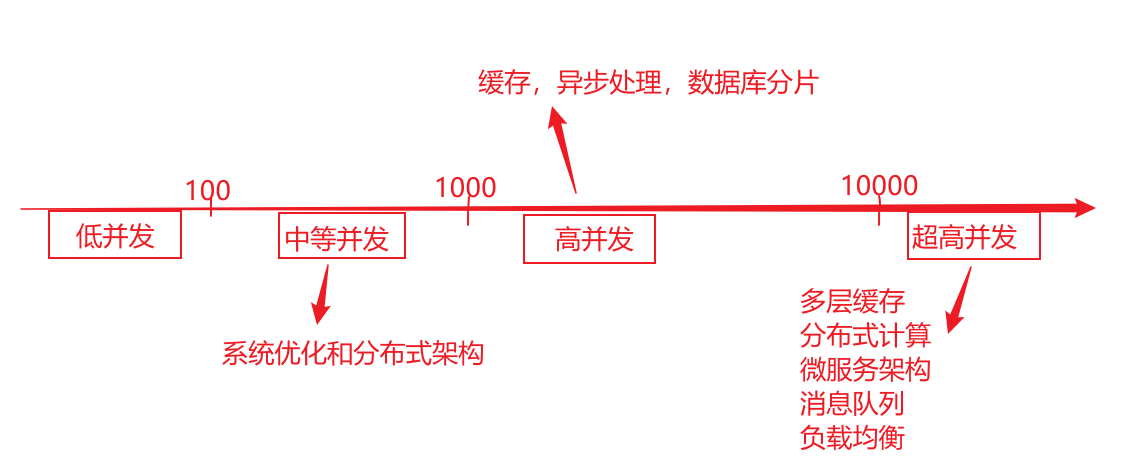 缓存，异步处理，数据库分片
100
1000
10000
低并发
中等并发
高并发
超高并发
系统优化和分布式架构
多层缓存
分布式计算
微服务架构
消息队列
负载均衡